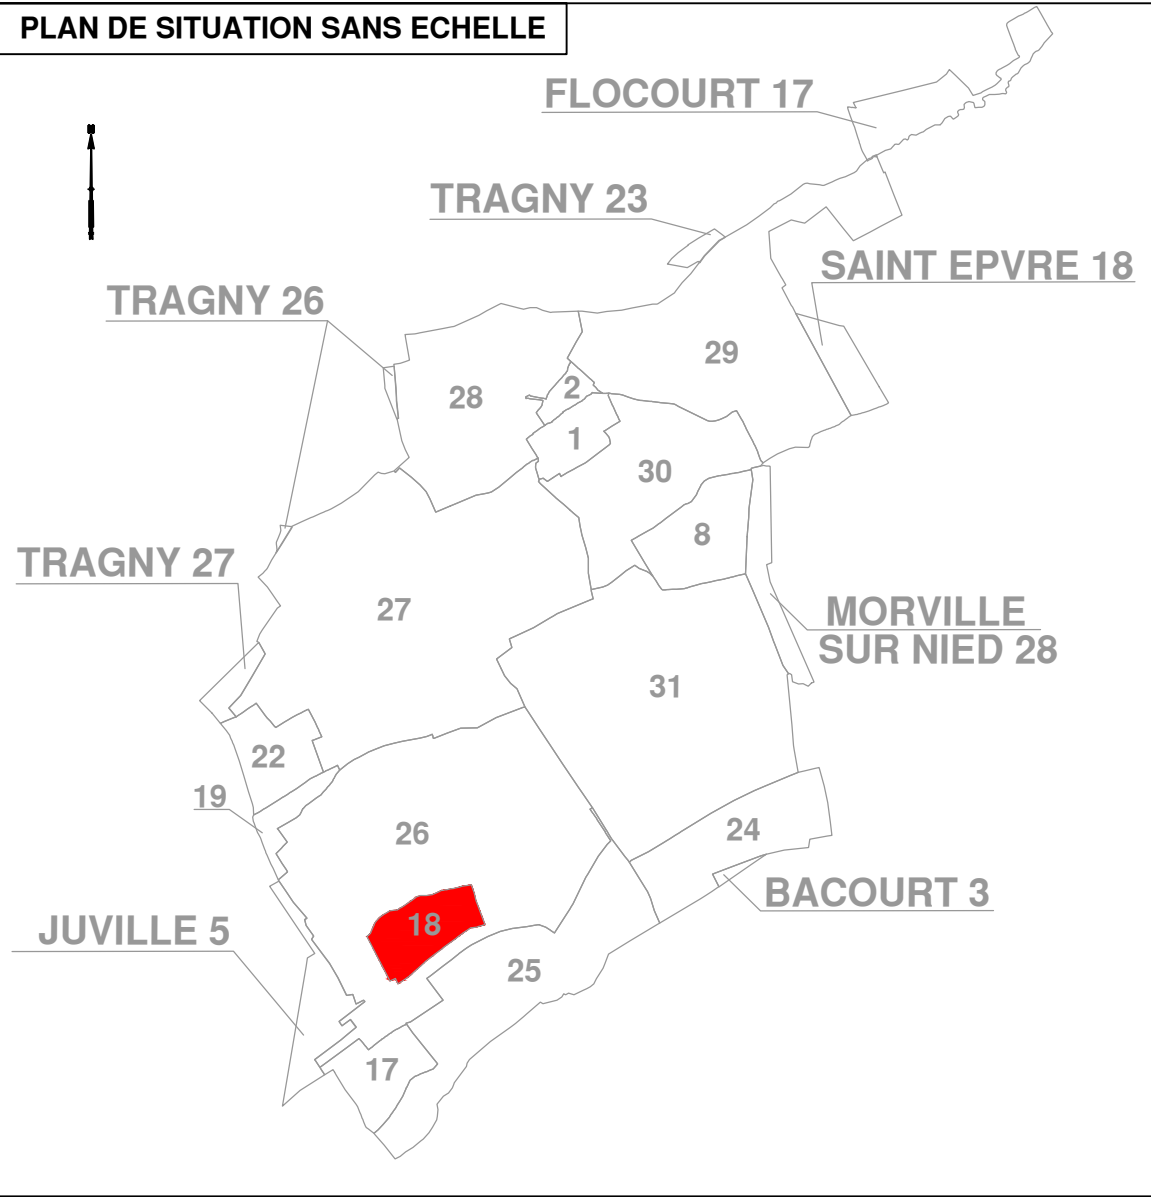 PLAN DE SITUATION SANS ECHELLE
FLOCOURT 17
TRAGNY 23
SAINT EPVRE 18
TRAGNY 26
29
28
2
1
30
8
TRAGNY 27
27
MORVILLE
SUR NIED 28
31
22
19
26
24
BACOURT 3
18
JUVILLE 5
25
17